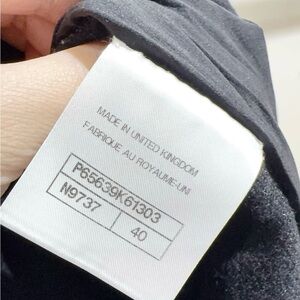 MADE IN UNITED KINGDOM
FABRIQUE AU ROYAUME-UNI
P65639K61303
N9737 40